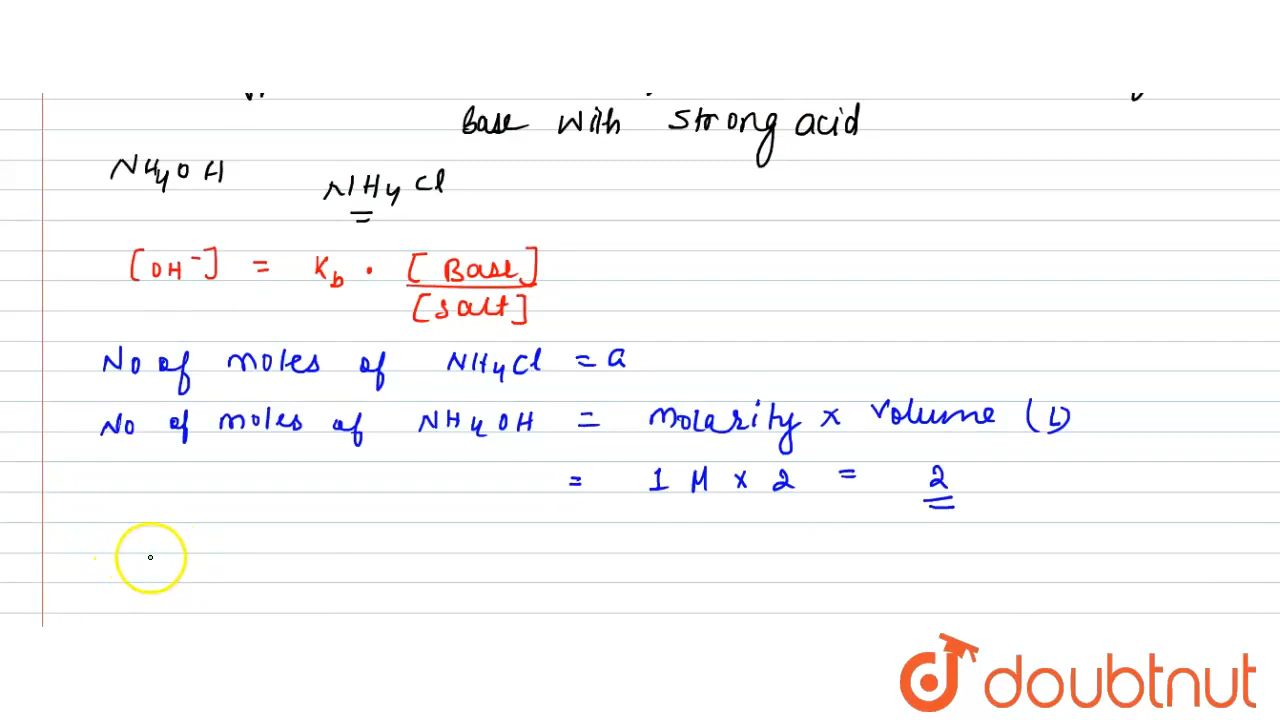 Base with strong acid
NH4OH
NH4Cl
[OH-] = Kb . [Base]
[Salt]
No of moles of NH4Cl = a
No of moles of NH4OH = Molarity × Volume (L)
= 1 M × 2 = 2
doubtnut